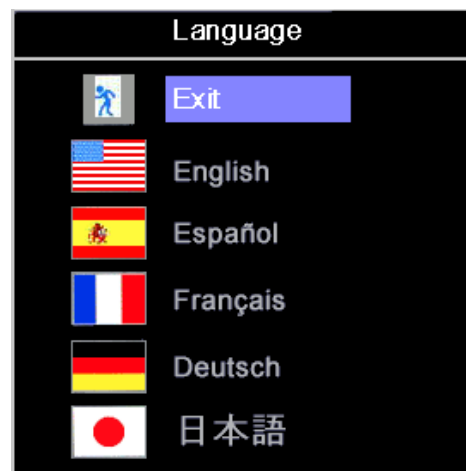 Language
Exit
English
Español
Français
Deutsch
日本語